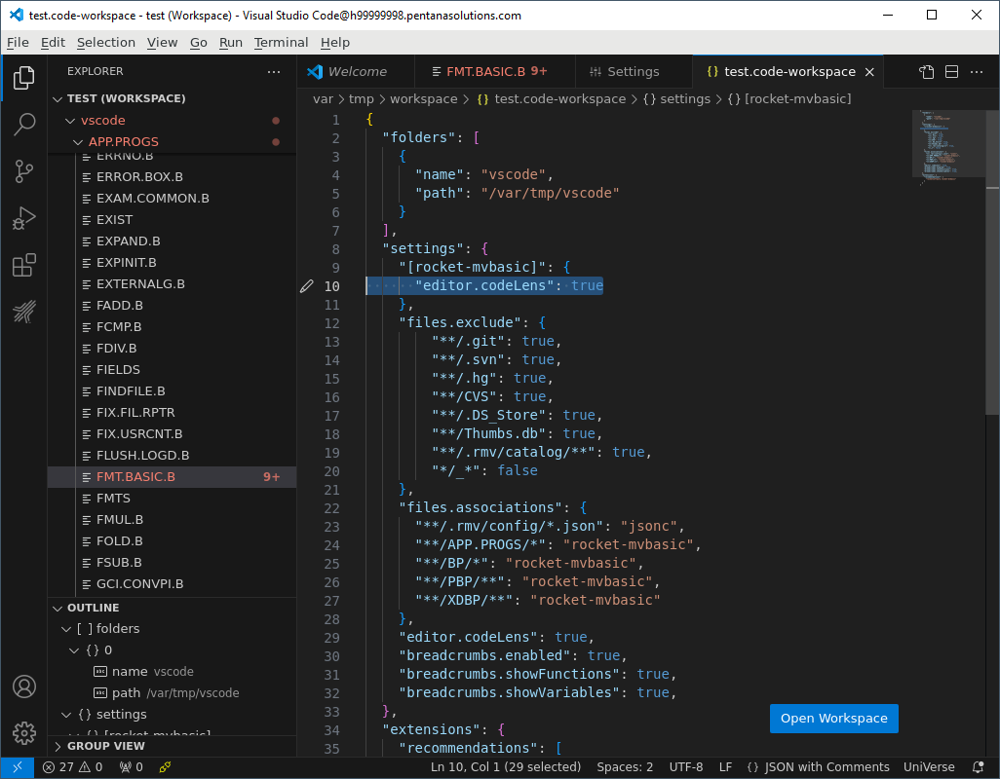 test.code-workspace - test (Workspace) - Visual Studio Code@h99999998.pentanasolutions.com
File Edit Selection View Go Run Terminal Help
EXPLORER
TEST (WORKSPACE)
vscode
APP.PROGS
ERRNO.B
ERROR.BOX.B
EXAM.COMMON.B
EXIST
EXPAND.B
EXPINIT.B
EXTERNALG.B
FADD.B
FCMP.B
FDIV.B
FIELDS
FINDFILE.B
FIX.FIL.RPTR
FIX.USRCNT.B
FLUSH.LOGD.B
FMT.BASIC.B 9+
FMTS
FMUL.B
FOLD.B
FSUB.B
GCI.CONVPI.B
OUTLINE
[ ] folders
{} 0
abc name vscode
abc path /var/tmp/vscode
{} settings
{} [rocket-mvbasic]
GROUP VIEW
Welcome FMT.BASIC.B 9+ Settings {} test.code-workspace
var > tmp > workspace > {} test.code-workspace > {} settings > {} [rocket-mvbasic]
1 {
2 "folders": [
3 {
4 "name": "vscode",
5 "path": "/var/tmp/vscode"
6 }
7 ],
8 "settings": {
9 "[rocket-mvbasic]": {
10 "editor.codeLens": true
11 },
12 "files.exclude": {
13 "**/.git": true,
14 "**/.svn": true,
15 "**/.hg": true,
16 "**/CVS": true,
17 "**/.DS_Store": true,
18 "**/Thumbs.db": true,
19 "**/.rmv/catalog/**": true,
20 "*/_*": false
21 },
22 "files.associations": {
23 "**/.rmv/config/*.json": "jsonc",
24 "**/APP.PROGS/*": "rocket-mvbasic",
25 "**/BP/*": "rocket-mvbasic",
26 "**/PBP/**": "rocket-mvbasic",
27 "**/XDBP/**": "rocket-mvbasic"
28 },
29 "editor.codeLens": true,
30 "breadcrumbs.enabled": true,
31 "breadcrumbs.showFunctions": true,
32 "breadcrumbs.showVariables": true,
33 },
34 "extensions": {
35 "recommendations": [
Open Workspace
27 0 0 Ln 10, Col 1 (29 selected) Spaces: 2 UTF-8 LF {} JSON with Comments UniVerse